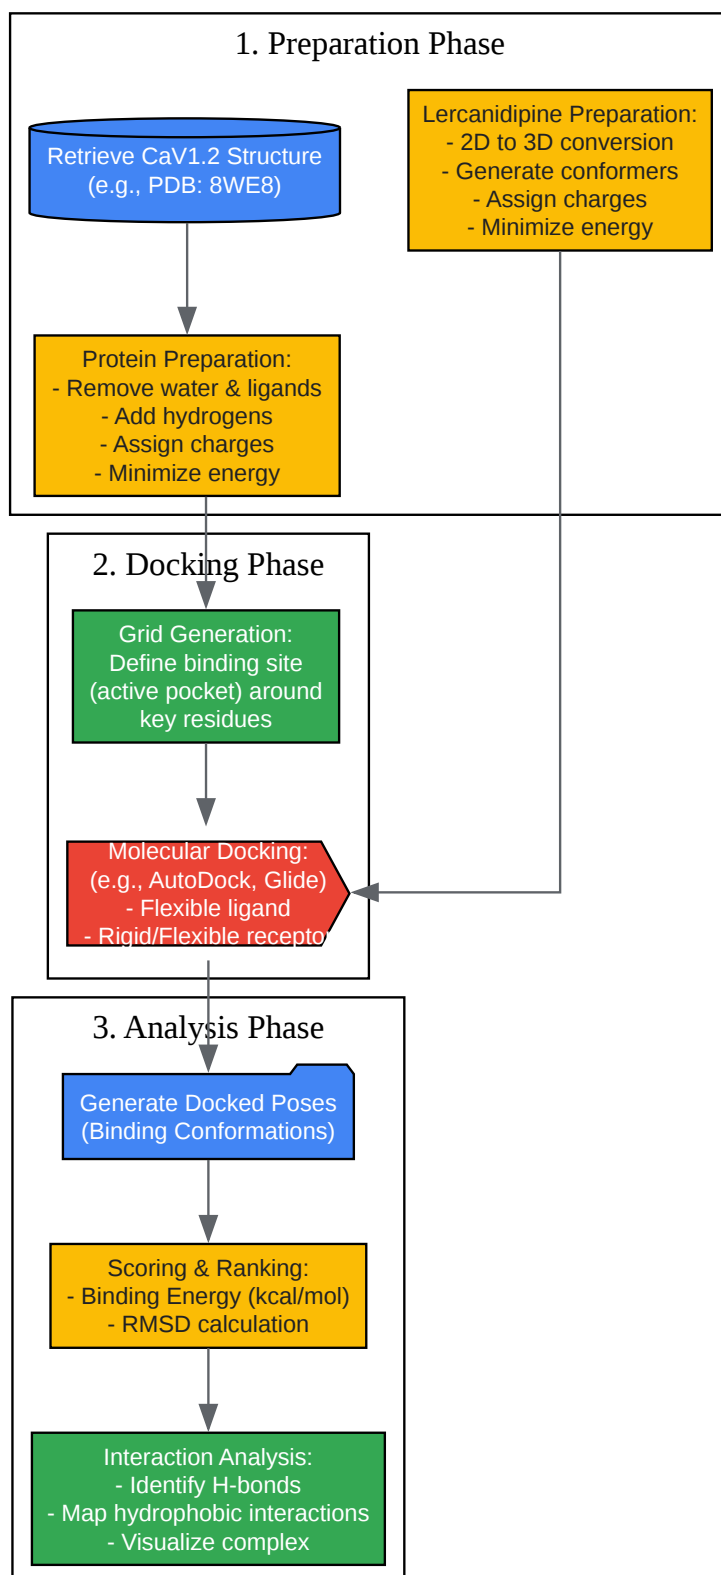 1. Preparation Phase
Retrieve CaV1.2 Structure
(e.g., PDB: 8WE8)
Lercanidipine Preparation:
- 2D to 3D conversion
- Generate conformers
- Assign charges
- Minimize energy
Protein Preparation:
- Remove water & ligands
- Add hydrogens
- Assign charges
- Minimize energy
2. Docking Phase
Grid Generation:
Define binding site
(active pocket) around
key residues
Molecular Docking:
(e.g., AutoDock, Glide)
- Flexible ligand
- Rigid/Flexible receptor
3. Analysis Phase
Generate Docked Poses
(Binding Conformations)
Scoring & Ranking:
- Binding Energy (kcal/mol)
- RMSD calculation
Interaction Analysis:
- Identify H-bonds
- Map hydrophobic interactions
- Visualize complex